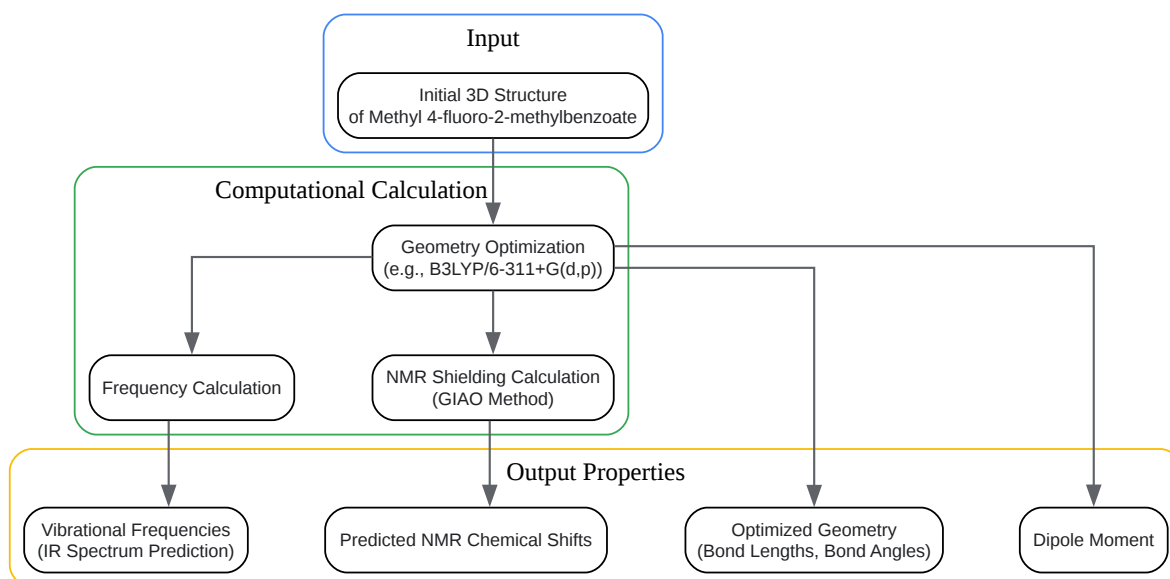 Input
Initial 3D Structure
of Methyl 4-fluoro-2-methylbenzoate
Computational Calculation
Geometry Optimization
(e.g., B3LYP/6-311+G(d,p))
Frequency Calculation
NMR Shielding Calculation
(GIAO Method)
Output Properties
Vibrational Frequencies
(IR Spectrum Prediction)
Predicted NMR Chemical Shifts
Optimized Geometry
(Bond Lengths, Bond Angles)
Dipole Moment